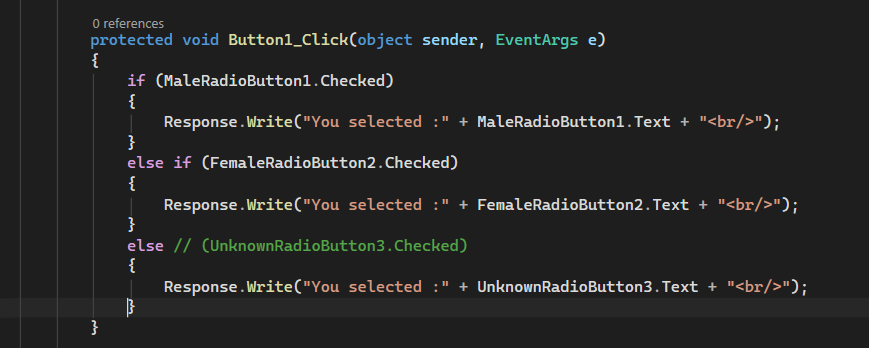 0 references
protected void Button1_Click(object sender, EventArgs e)
{
if (MaleRadioButton1.Checked)
{
Response.Write("You selected :" + MaleRadioButton1.Text + "<br/>");
}
else if (FemaleRadioButton2.Checked)
{
Response.Write("You selected :" + FemaleRadioButton2.Text + "<br/>");
}
else // (UnknownRadioButton3.Checked)
{
Response.Write("You selected :" + UnknownRadioButton3.Text + "<br/>");
}
}